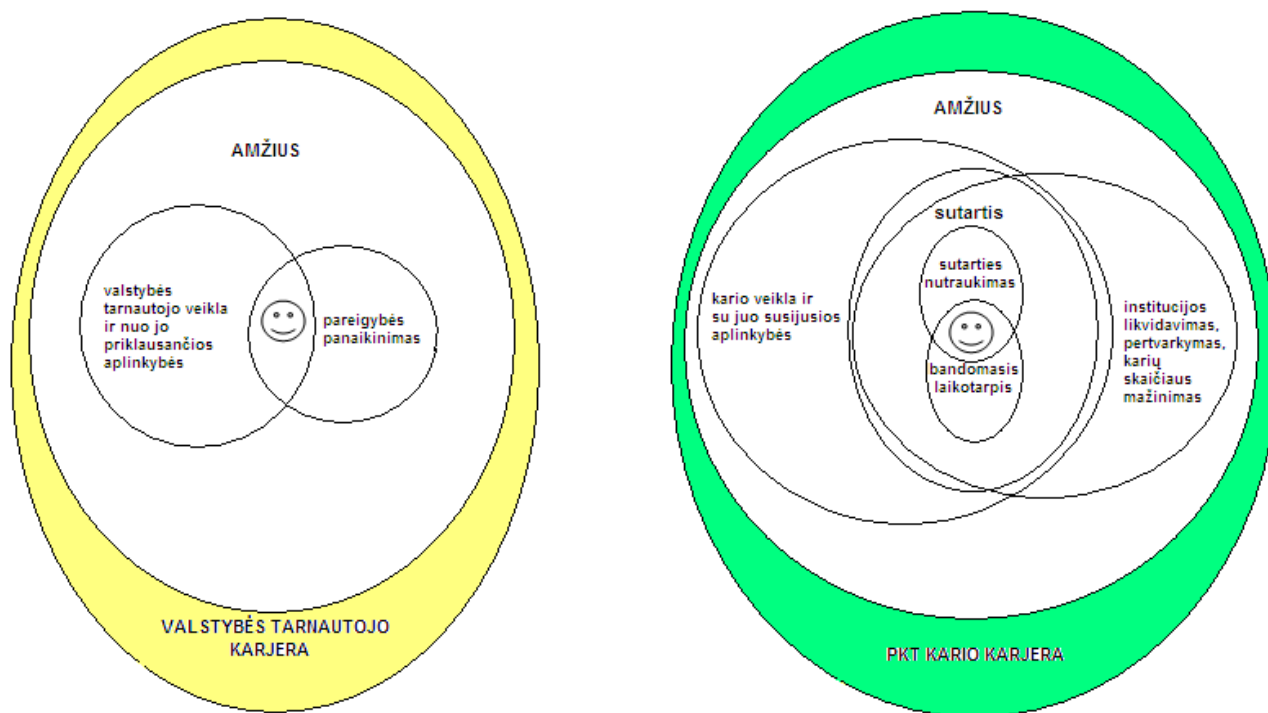 AMŽIUS
valstybės
tarnautojo veikla
ir nuo jo
priklausančios
aplinkybės
pareigybės
panaikinimas
VALSTYBĖS TARNAUTOJO
KARJERA
AMŽIUS
sutartis
sutarties
nutraukimas
kario veikla ir
su juo susijusios
aplinkybės
institucijos
likvidavimas,
pertvarkymas,
karių
skaičiaus
mažinimas
bandomasis
laikotarpis
PKT KARIO KARJERA